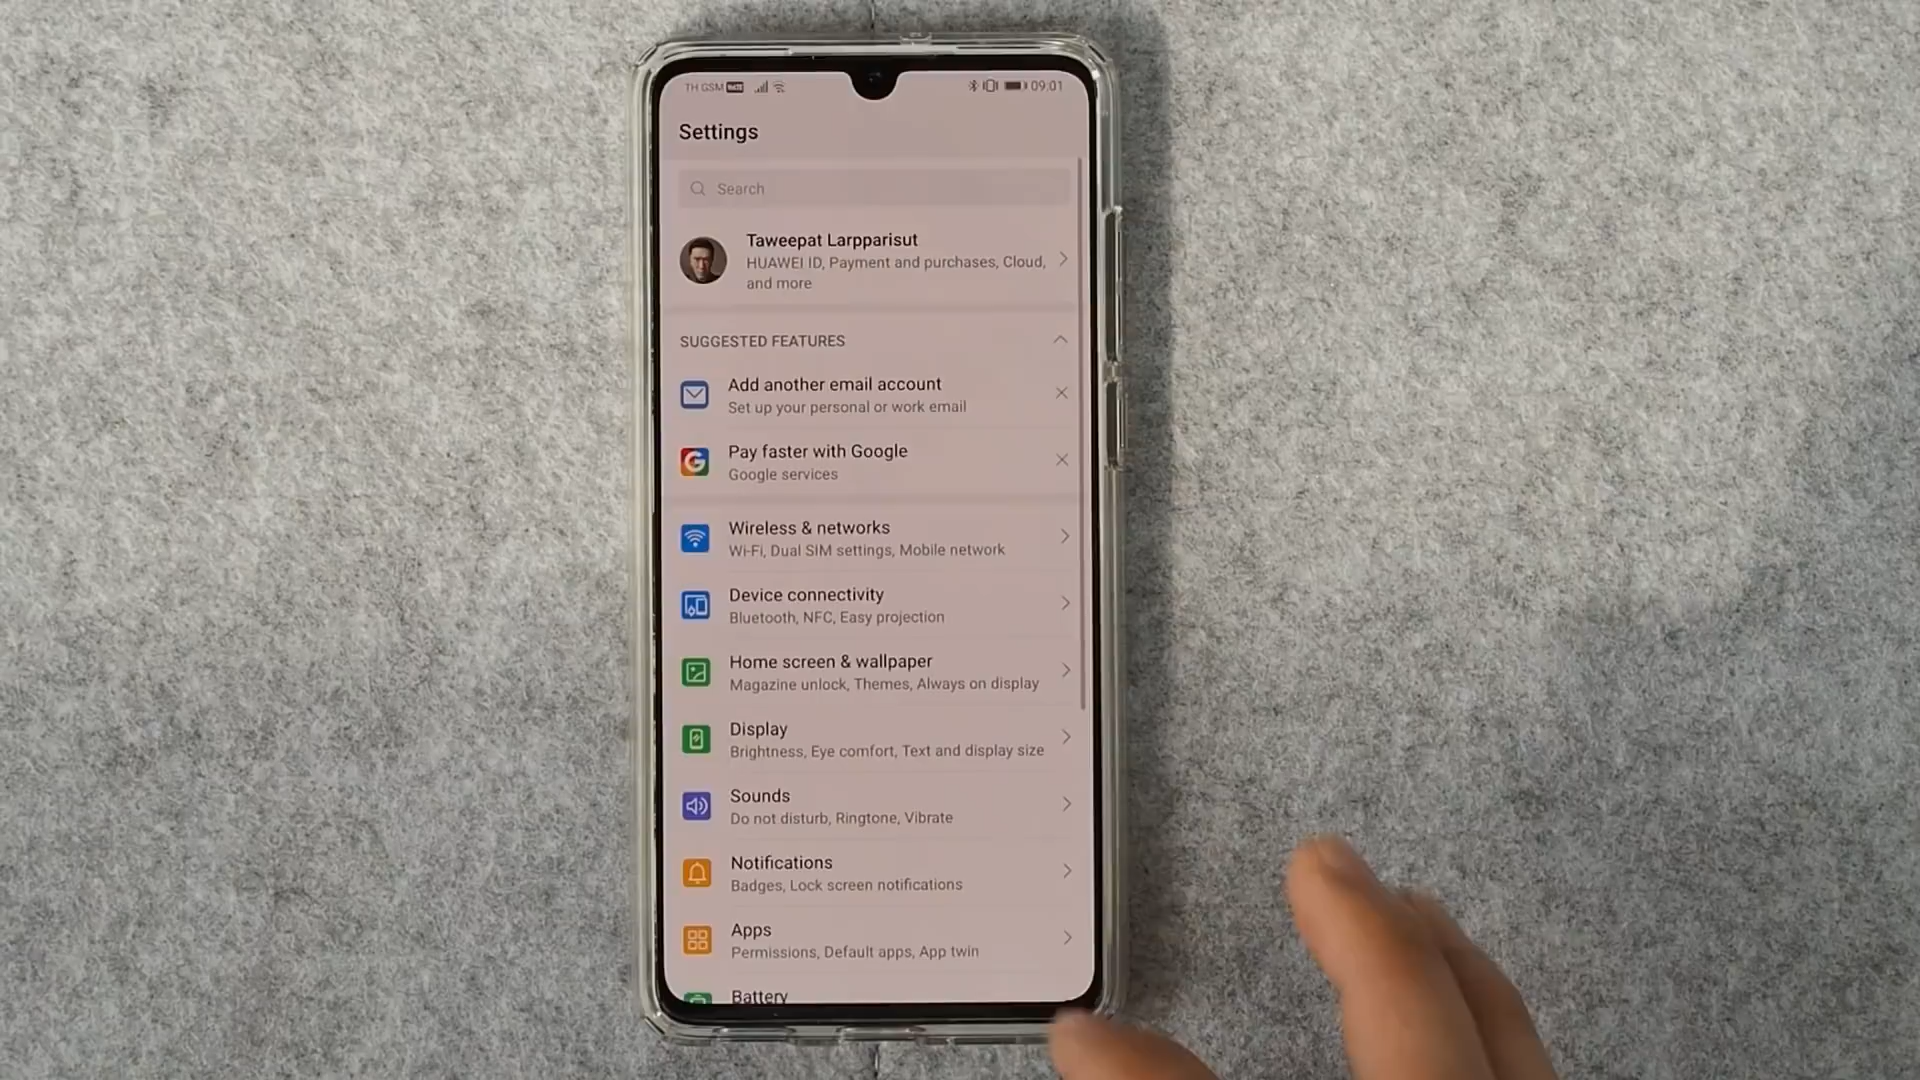 TH GSM
09:01
Settings
Search
Taweepat Larpparisut
HUAWEI ID, Payment and purchases, Cloud,
and more
SUGGESTED FEATURES
Add another email account
Set up your personal or work email
Pay faster with Google
Google services
Wireless & networks
Wi-Fi, Dual SIM settings, Mobile network
Device connectivity
Bluetooth, NFC, Easy projection
Home screen & wallpaper
Magazine unlock, Themes, Always on display
Display
Brightness, Eye comfort, Text and display size
Sounds
Do not disturb, Ringtone, Vibrate
Notifications
Badges, Lock screen notifications
Apps
Permissions, Default apps, App twin
Battery